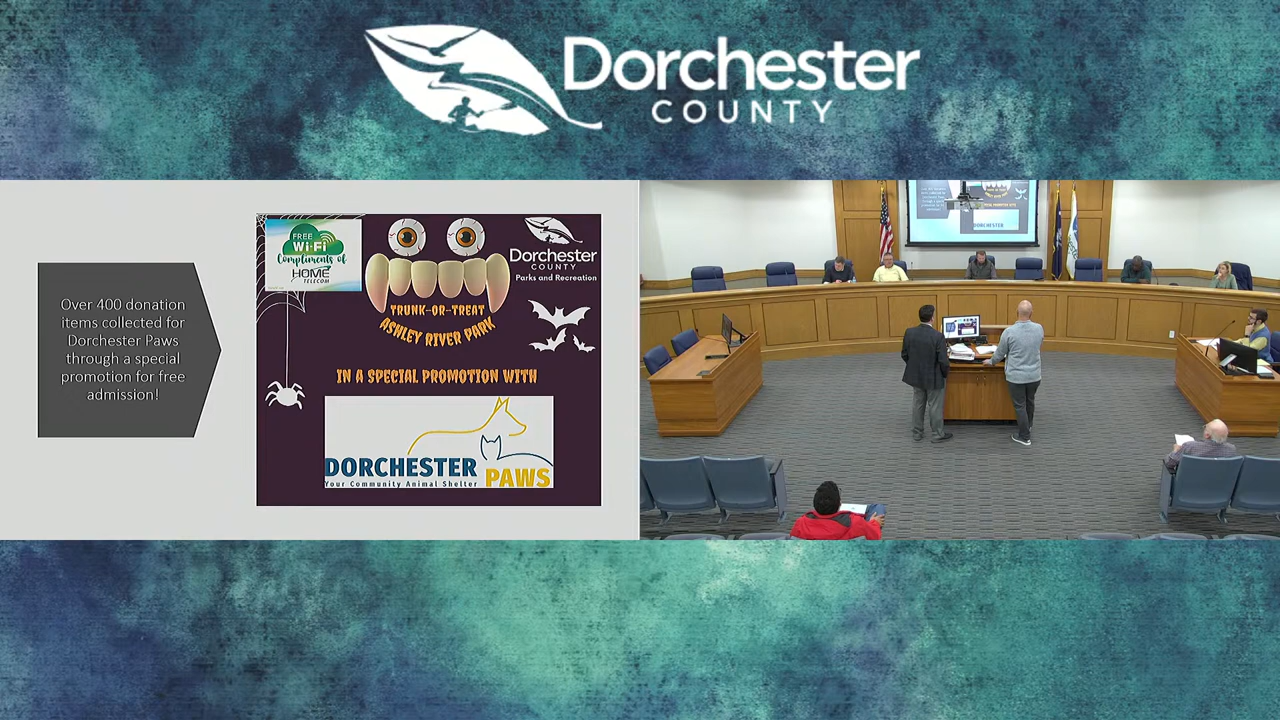 Dorchester
COUNTY
Over 400 donation
items collected for
Dorchester Paws
through a special
promotion for free
admission!
FREE
Wi-Fi
Compliments of
HOME
TELECOM
Dorchester
COUNTY
Parks and Recreation
TRUNK-OR-TREAT
ASHLEY RIVER PARK
IN A SPECIAL PROMOTION WITH
DORCHESTER
PAWS
Your Community Animal Shelter
DORCHESTER